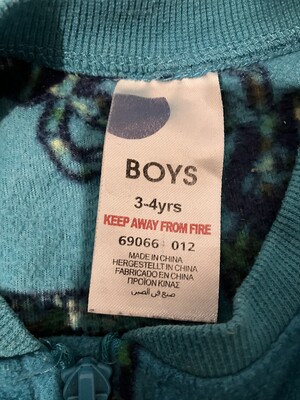 BOYS
3-4yrs
KEEP AWAY FROM FIRE
69066 012
MADE IN CHINA
HERGESTELLT IN CHINA
FABRICADO EN CHINA
ΠΡΟΪΟΝ ΚΙΝΑΣ
صنع في الصين